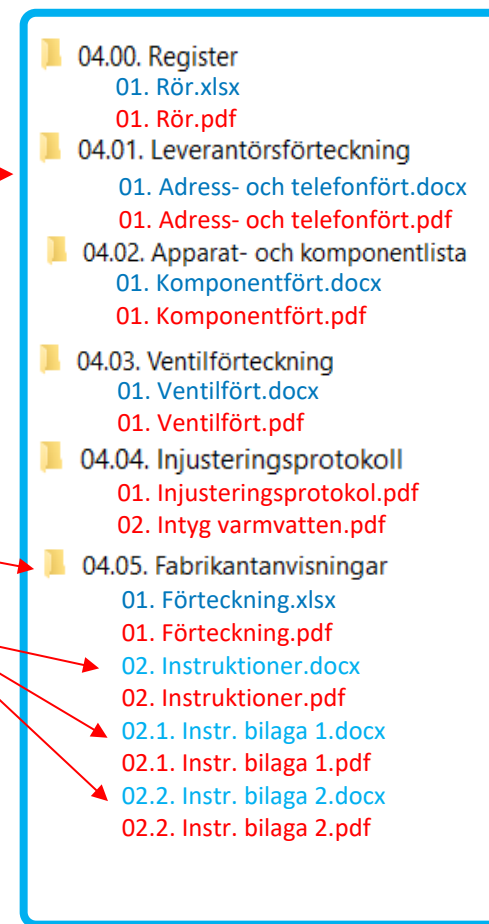 04.00. Register
01. Rör.xlsx
01. Rör.pdf
04.01. Leverantörsförteckning
01. Adress- och telefonfört.docx
01. Adress- och telefonfört.pdf
04.02. Apparat- och komponentlista
01. Komponentfört.docx
01. Komponentfört.pdf
04.03. Ventilförteckning
01. Ventilfört.docx
01. Ventilfört.pdf
04.04. Injusteringsprotokoll
01. Injusteringsprotokol.pdf
02. Intyg varmvatten.pdf
04.05. Fabrikantanvisningar
01. Förteckning.xlsx
01. Förteckning.pdf
02. Instruktioner.docx
02. Instruktioner.pdf
02.1. Instr. bilaga 1.docx
02.1. Instr. bilaga 1.pdf
02.2. Instr. bilaga 2.docx
02.2. Instr. bilaga 2.pdf